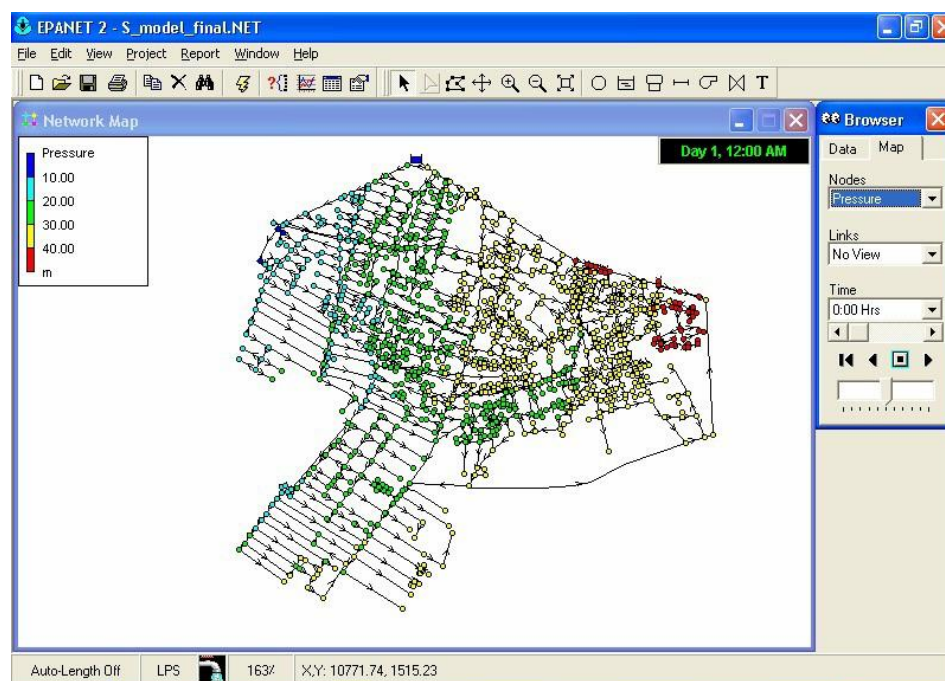 EPANET 2 - S_model_final.NET
File Edit View Project Report Window Help
T
Network Map
Day 1, 12:00 AM
Pressure
10.00
20.00
30.00
40.00
m
Browser
Data Map
Nodes
Pressure
Links
No View
Time
0:00 Hrs
Auto-Length Off LPS 163% X,Y: 10771.74, 1515.23